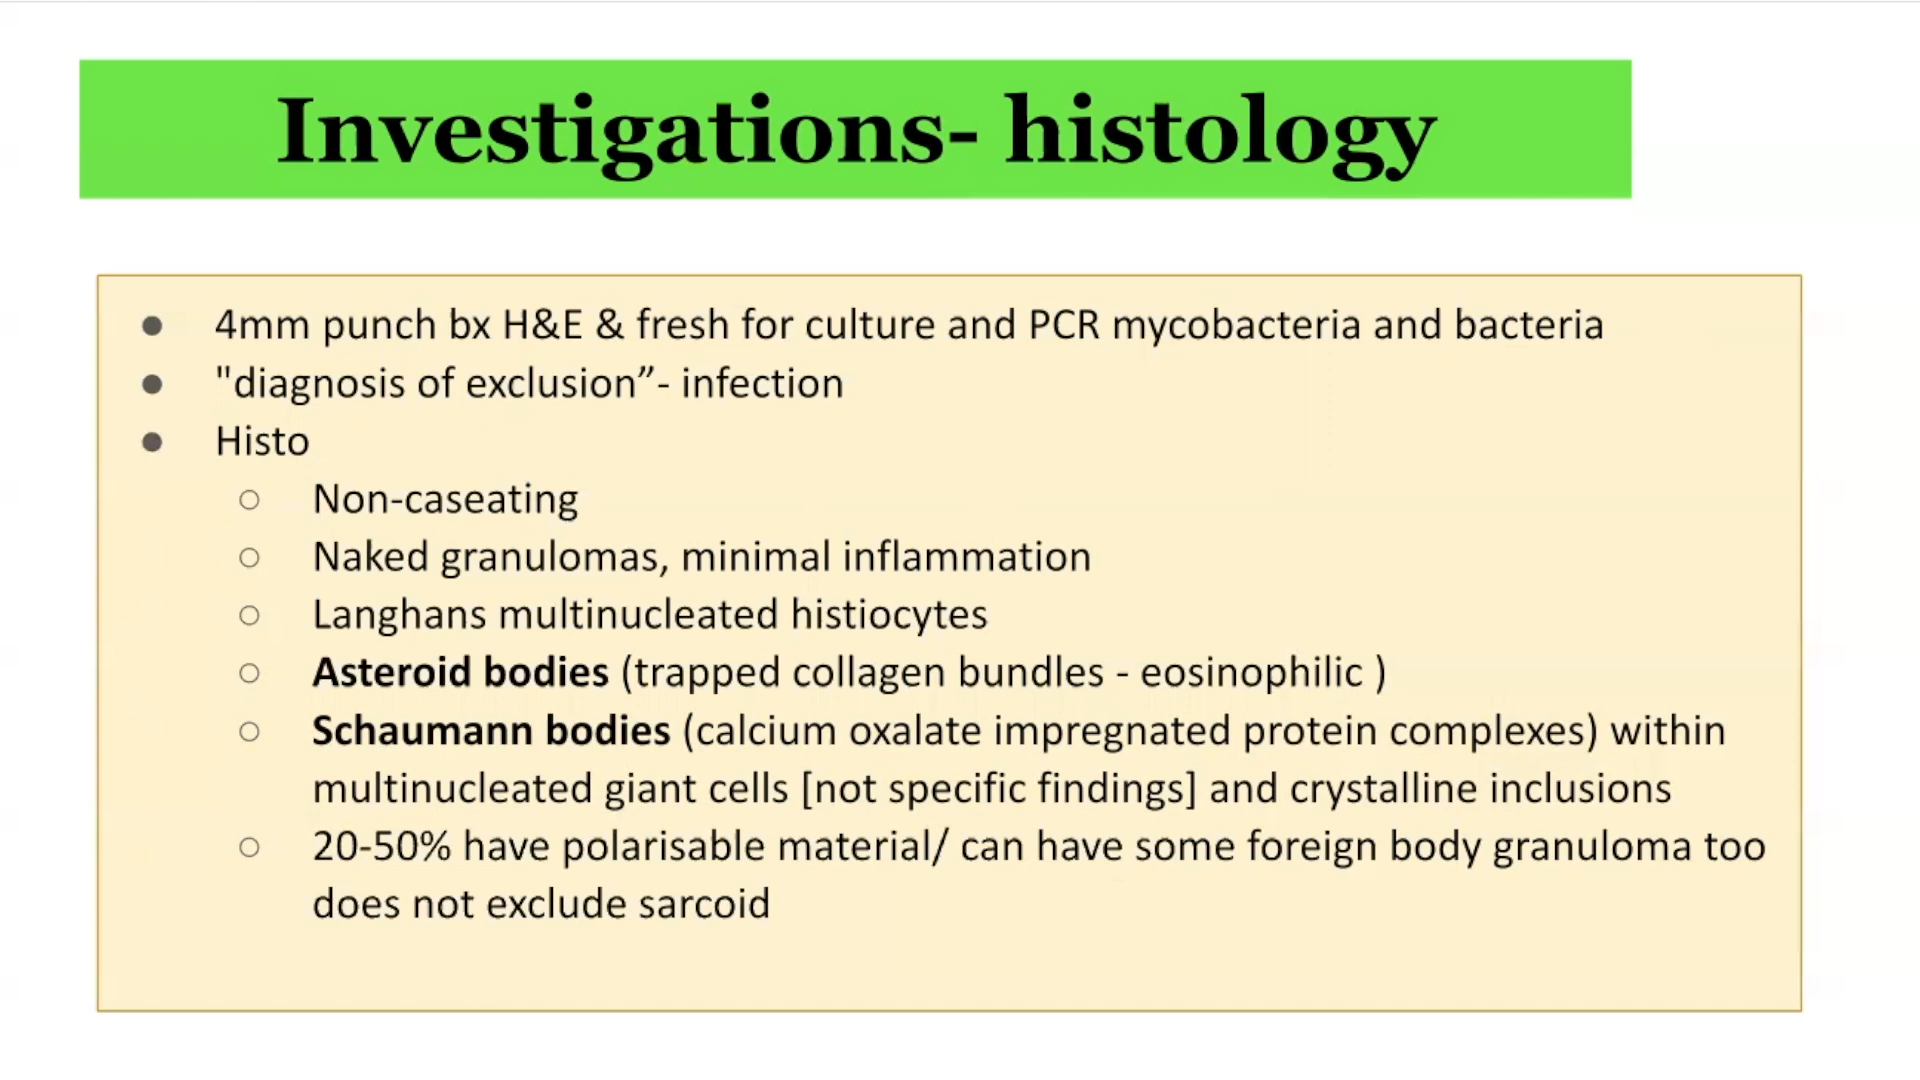 Investigations- histology
● 4mm punch bx H&E & fresh for culture and PCR mycobacteria and bacteria
● "diagnosis of exclusion”- infection
● Histo
○ Non-caseating
○ Naked granulomas, minimal inflammation
○ Langhans multinucleated histiocytes
○ Asteroid bodies (trapped collagen bundles - eosinophilic )
○ Schaumann bodies (calcium oxalate impregnated protein complexes) within
multinucleated giant cells [not specific findings] and crystalline inclusions
○ 20-50% have polarisable material/ can have some foreign body granuloma too
does not exclude sarcoid